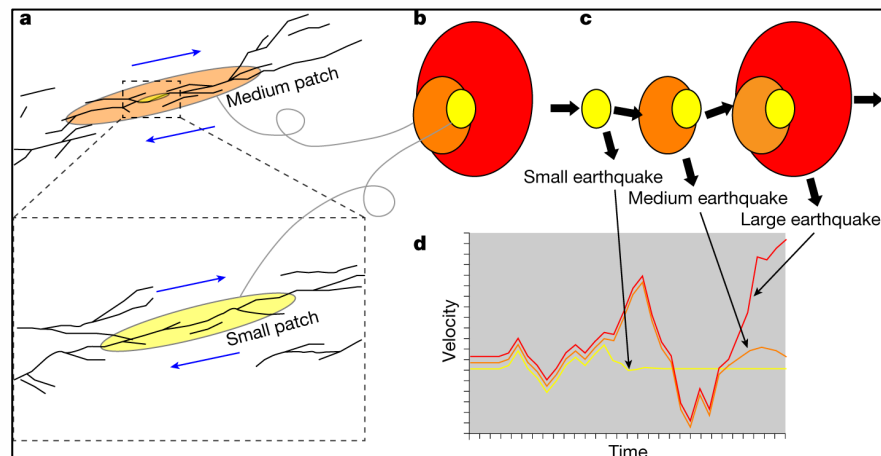 a
Medium patch
Small patch
b
c
Small earthquake
Medium earthquake
Large earthquake
d
Velocity
Time